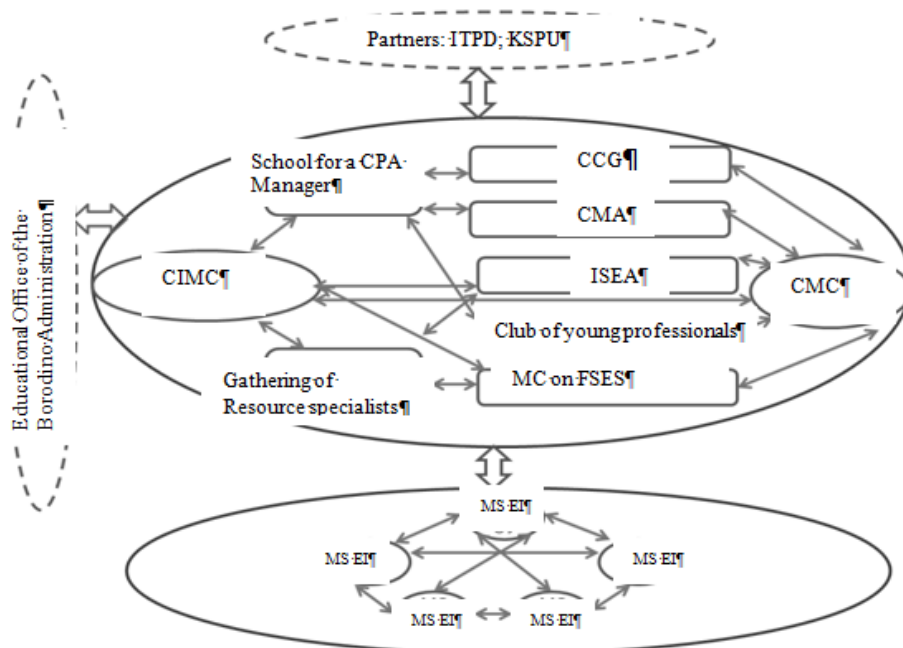 Partners: ITPD; KSPU¶
Educational Office of the
Borodino Administration¶
School for a CPA
Manager¶
CCG¶
CMA¶
CIMC¶
ISEA¶
CMC¶
Club of young professionals¶
Gathering of
Resource specialists¶
MC on FSES¶
MS EI¶
MS EI¶
MS EI¶
MS EI¶
MS EI¶